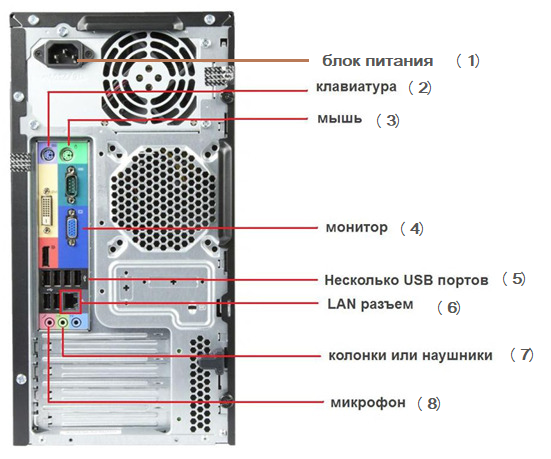 блок питания (1)
клавиатура (2)
мышь (3)
монитор (4)
Несколько USB портов (5)
LAN разъем (6)
колонки или наушники (7)
микрофон (8)